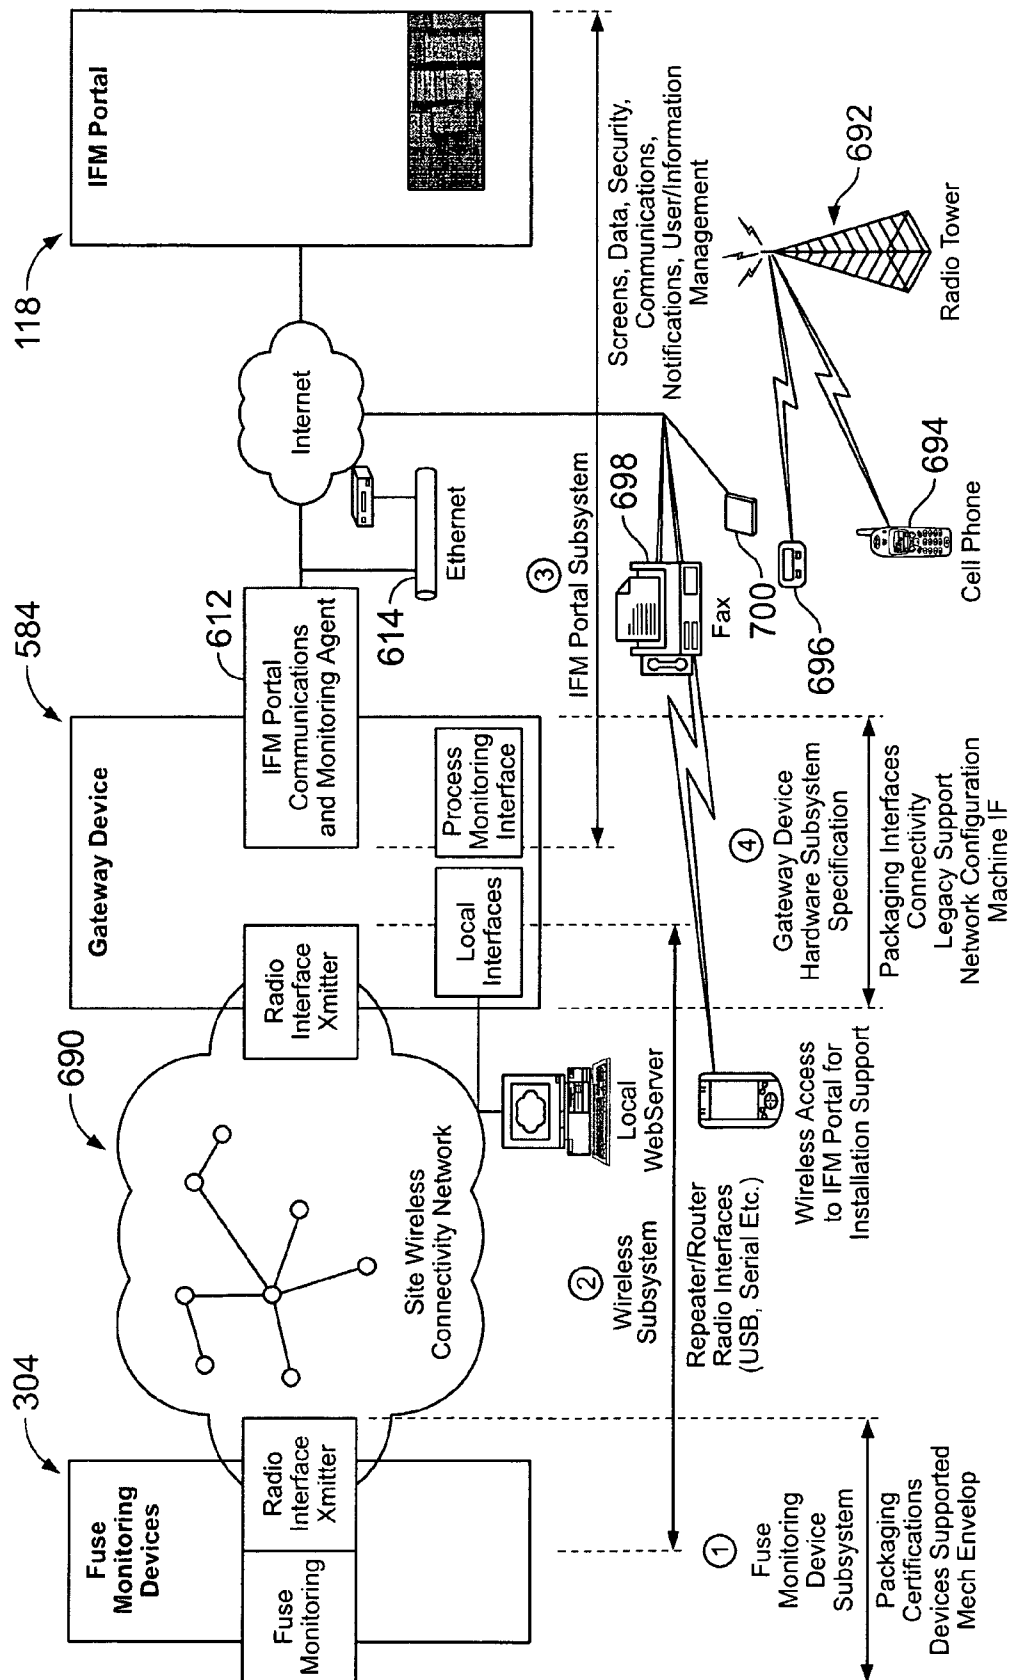 304
Fuse
Monitoring
Devices
Fuse
Monitoring
Radio
Interface
Xmitter
690
Site Wireless
Connectivity Network
584
Gateway Device
Radio
Interface
Xmitter
IFM Portal
Communications
and Monitoring Agent
612
Local
Interfaces
Process
Monitoring
Interface
614
Ethernet
Internet
118
IFM Portal
Local
WebServer
①
Fuse
Monitoring
Device
Subsystem
Packaging
Certifications
Devices Supported
Mech Envelop
②
Wireless
Subsystem
Repeater/Router
Radio Interfaces
(USB, Serial Etc.)
Wireless Access
to IFM Portal for
Installation Support
③
IFM Portal Subsystem
Screens, Data, Security,
Communications,
Notifications, User/Information
Management
④
Gateway Device
Hardware Subsystem
Specification
Packaging Interfaces
Connectivity
Legacy Support
Network Configuration
Machine IF
698
Fax
700
696
694
Cell Phone
692
Radio Tower